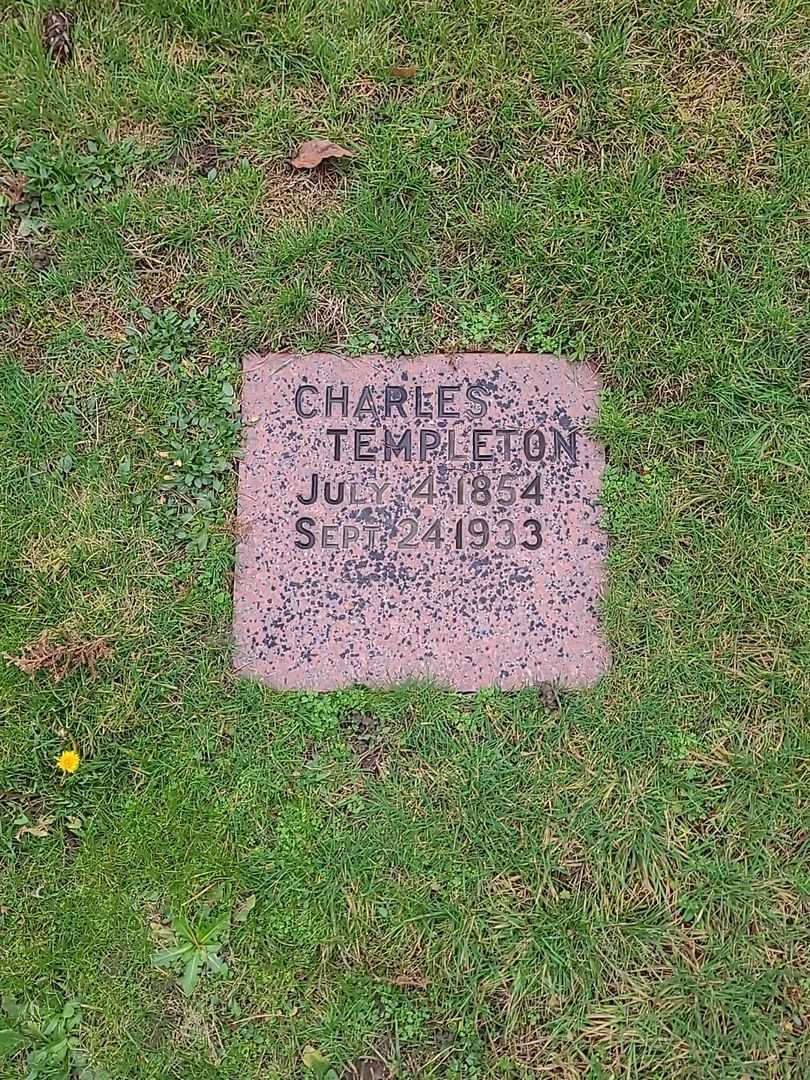 CHARLES
TEMPLETON
JULY 4 1854
SEPT 24 1933